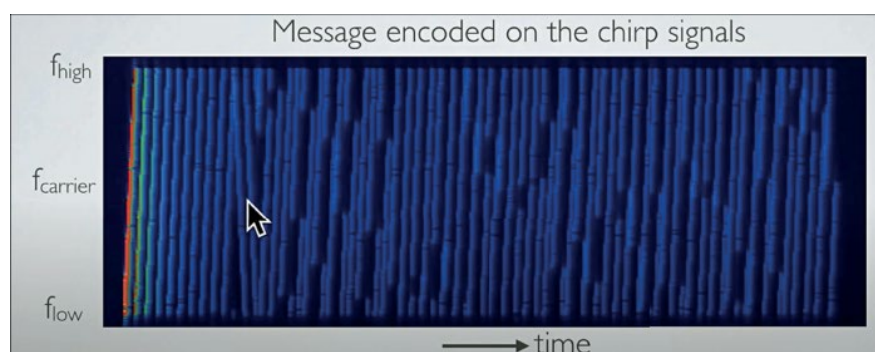 Message encoded on the chirp signals
fhigh
fcarrier
flow
time